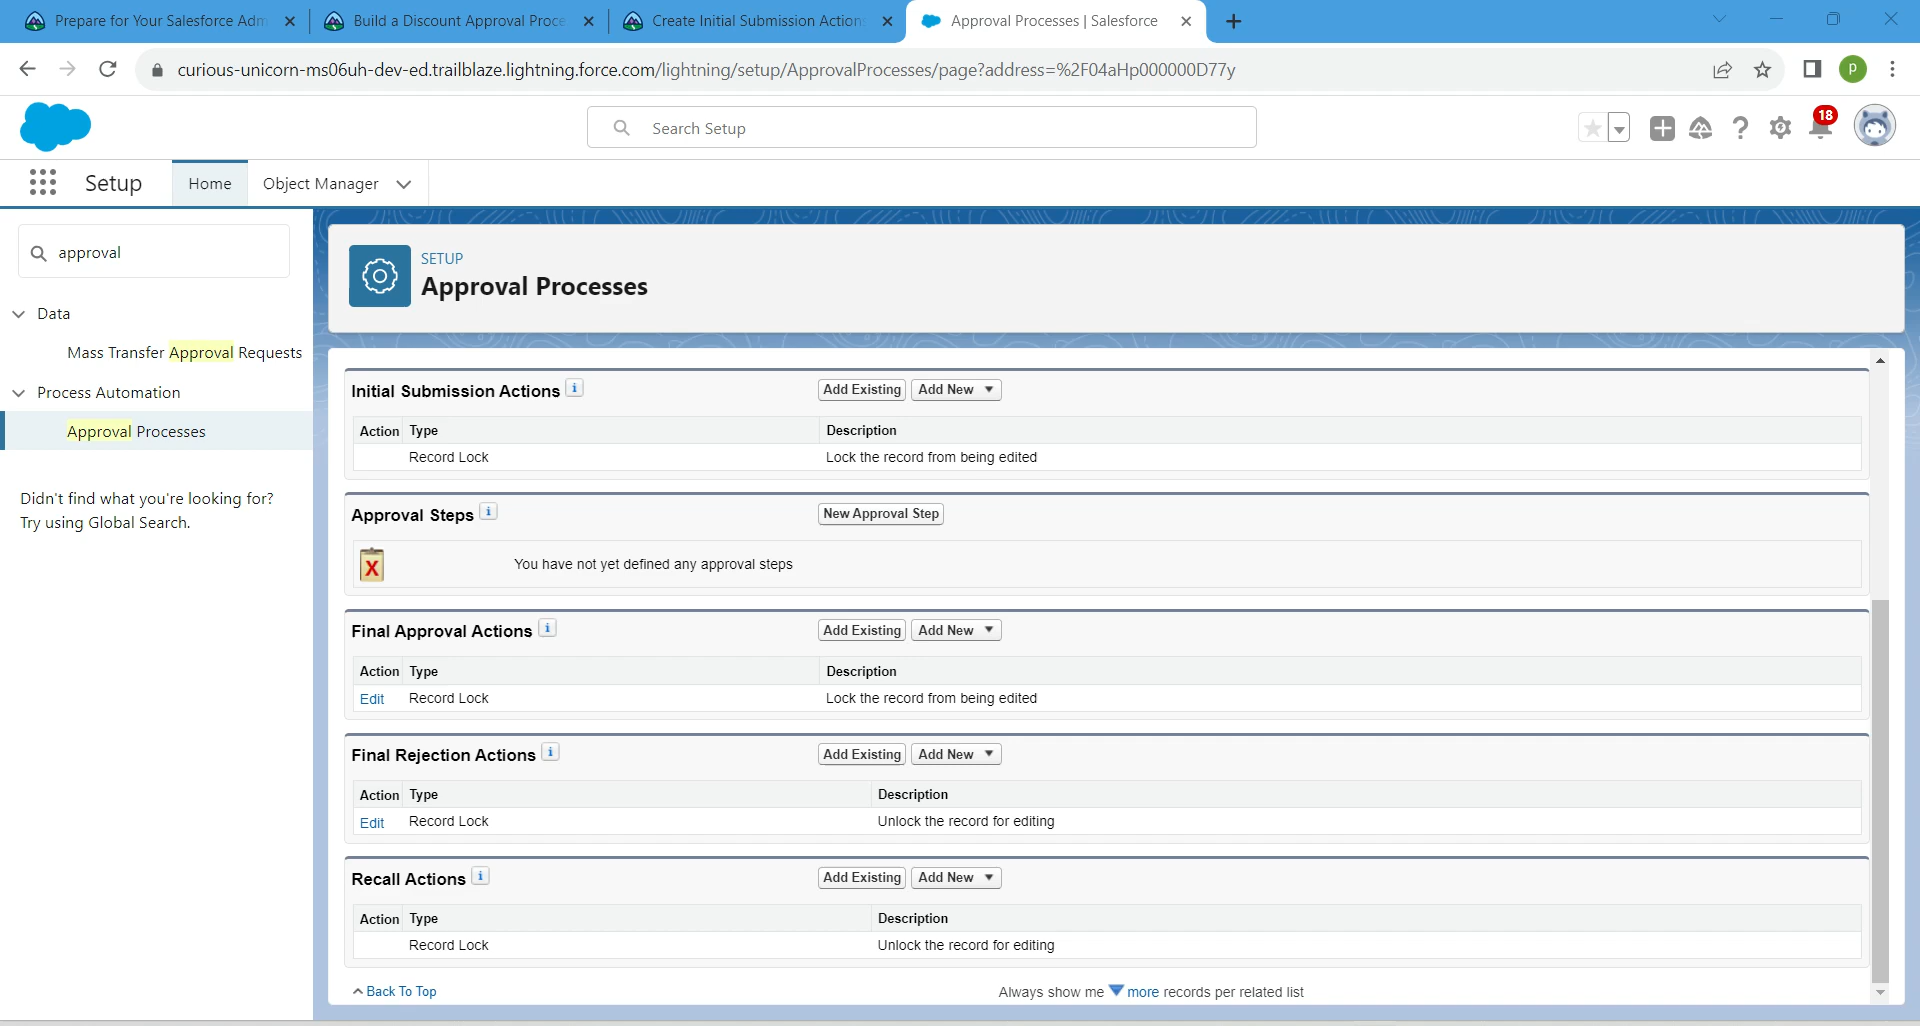 Prepare for Your Salesforce Adm
Build a Discount Approval Proce
Create Initial Submission Action
Approval Processes | Salesforce
curious-unicorn-ms06uh-dev-ed.trailblaze.lightning.force.com/lightning/setup/ApprovalProcesses/page?address=%2F04aHp000000D77y
P
Search Setup
18
Setup
Home
Object Manager
approval
Data
Mass Transfer Approval Requests
Process Automation
Approval Processes
Didn't find what you're looking for?
Try using Global Search.
SETUP
Approval Processes
Initial Submission Actions i
Add Existing
Add New
Action Type Description
Record Lock Lock the record from being edited
Approval Steps i
New Approval Step
You have not yet defined any approval steps
Final Approval Actions i
Add Existing
Add New
Action Type Description
Edit Record Lock Lock the record from being edited
Final Rejection Actions i
Add Existing
Add New
Action Type Description
Edit Record Lock Unlock the record for editing
Recall Actions i
Add Existing
Add New
Action Type Description
Record Lock Unlock the record for editing
Back To Top
Always show me more records per related list